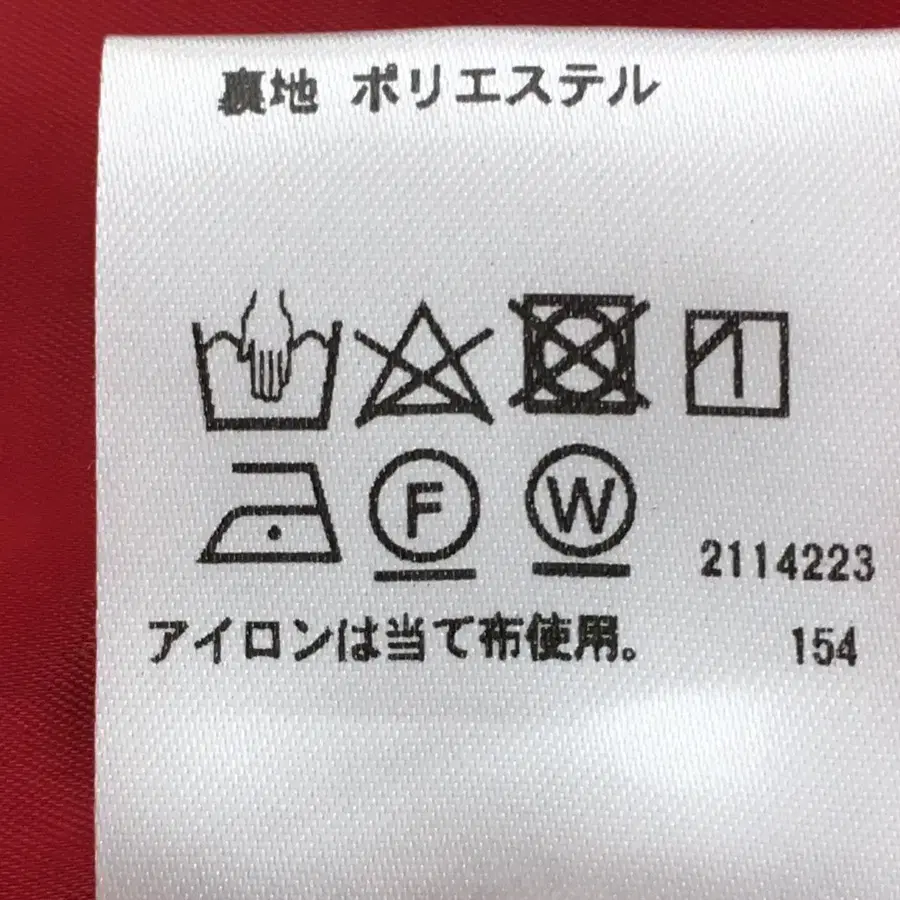 裏地 ポリエステル
F
W
2114223
アイロンは当て布使用。
154